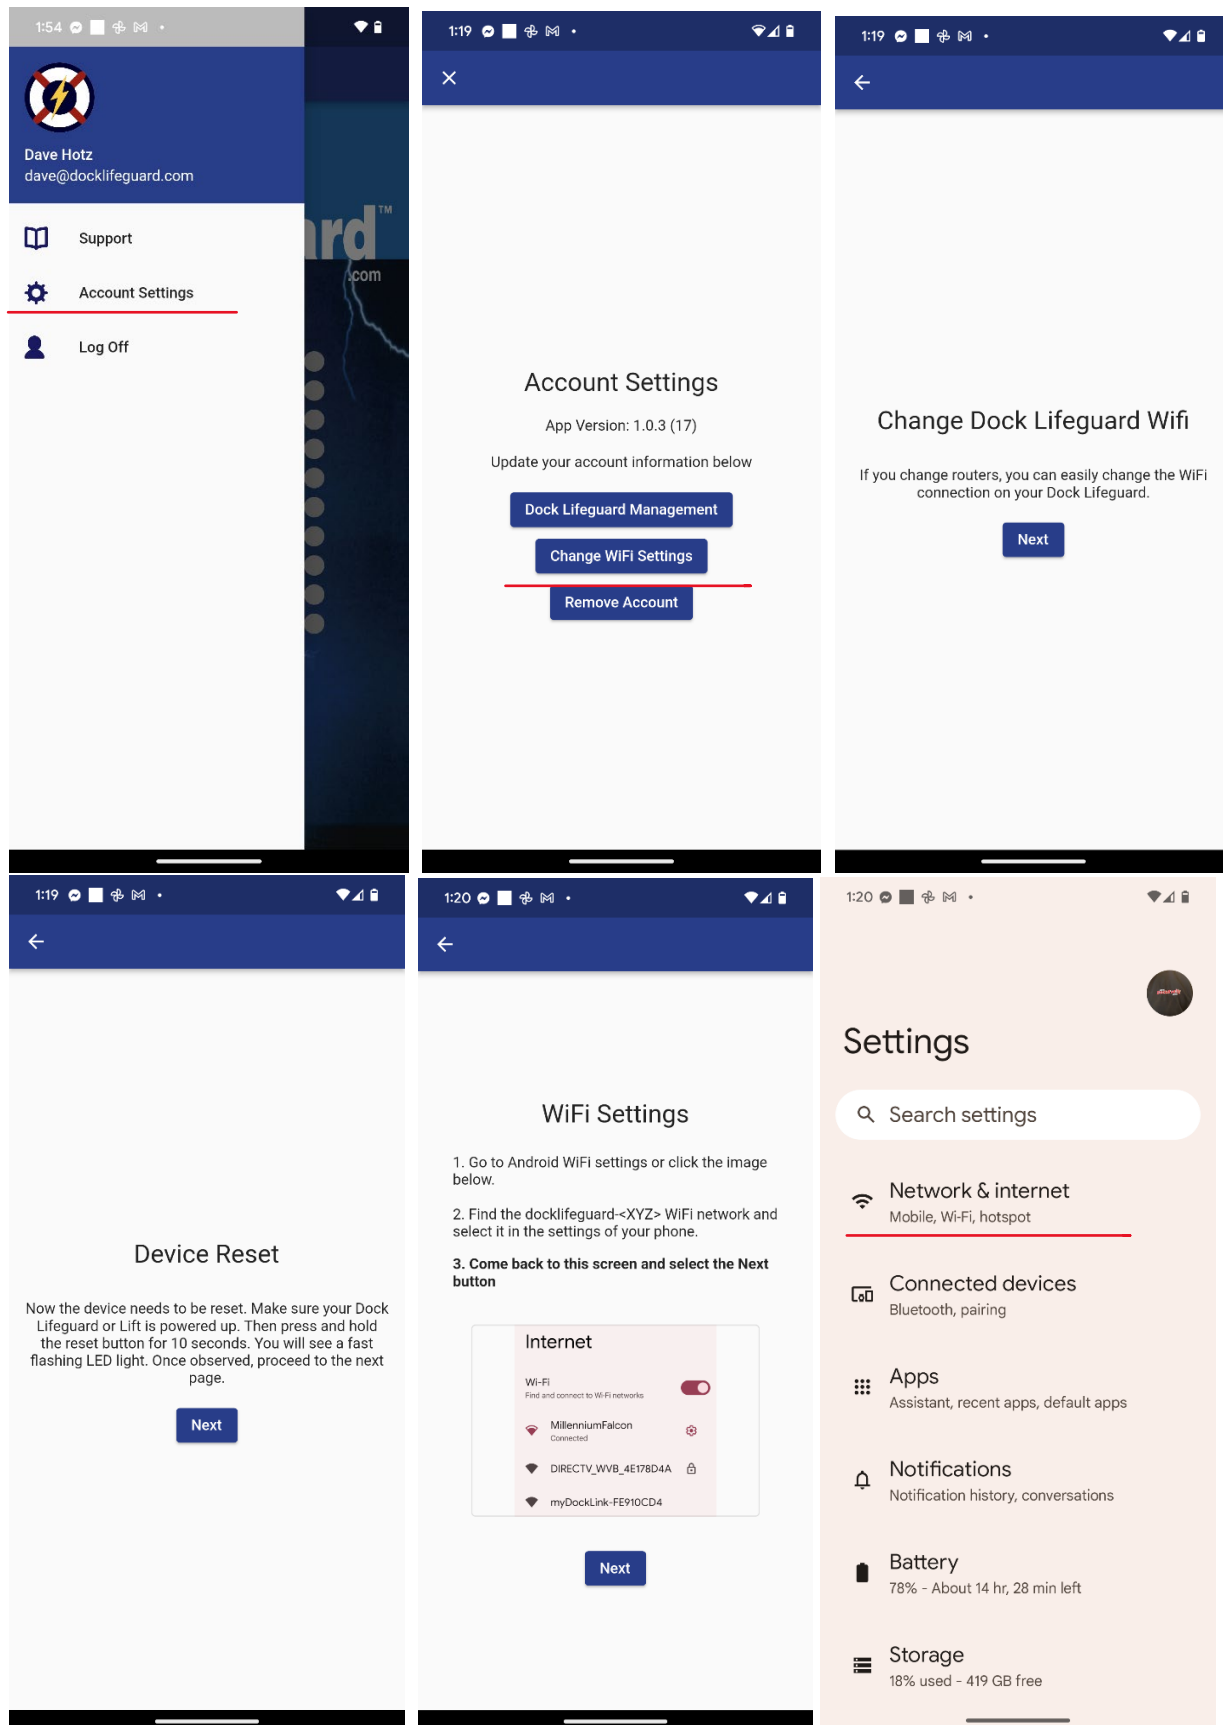 1:54
Dave Hotz
dave@docklifeguard.com
Support
Account Settings
Log Off
ard™
.com
1:19
Account Settings
App Version: 1.0.3 (17)
Update your account information below
Dock Lifeguard Management
Change WiFi Settings
Remove Account
1:19
Change Dock Lifeguard Wifi
If you change routers, you can easily change the WiFi
connection on your Dock Lifeguard.
Next
1:19
Device Reset
Now the device needs to be reset. Make sure your Dock
Lifeguard or Lift is powered up. Then press and hold
the reset button for 10 seconds. You will see a fast
flashing LED light. Once observed, proceed to the next
page.
Next
1:20
WiFi Settings
1. Go to Android WiFi settings or click the image
below.
2. Find the docklifeguard-<XYZ> WiFi network and
select it in the settings of your phone.
3. Come back to this screen and select the Next
button
Internet
Wi-Fi
Find and connect to Wi-Fi networks
MillenniumFalcon
Connected
DIRECTV_WVB_4E178D4A
myDockLink-FE910CD4
Next
1:20
Settings
Search settings
Network & internet
Mobile, Wi-Fi, hotspot
Connected devices
Bluetooth, pairing
Apps
Assistant, recent apps, default apps
Notifications
Notification history, conversations
Battery
78% - About 14 hr, 28 min left
Storage
18% used - 419 GB free